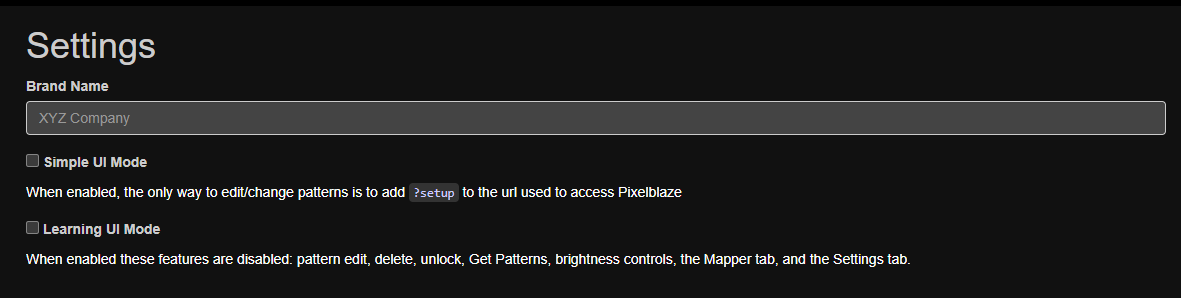 Settings
Brand Name
XYZ Company
Simple UI Mode
When enabled, the only way to edit/change patterns is to add ?setup to the url used to access Pixelblaze
Learning UI Mode
When enabled these features are disabled: pattern edit, delete, unlock, Get Patterns, brightness controls, the Mapper tab, and the Settings tab.